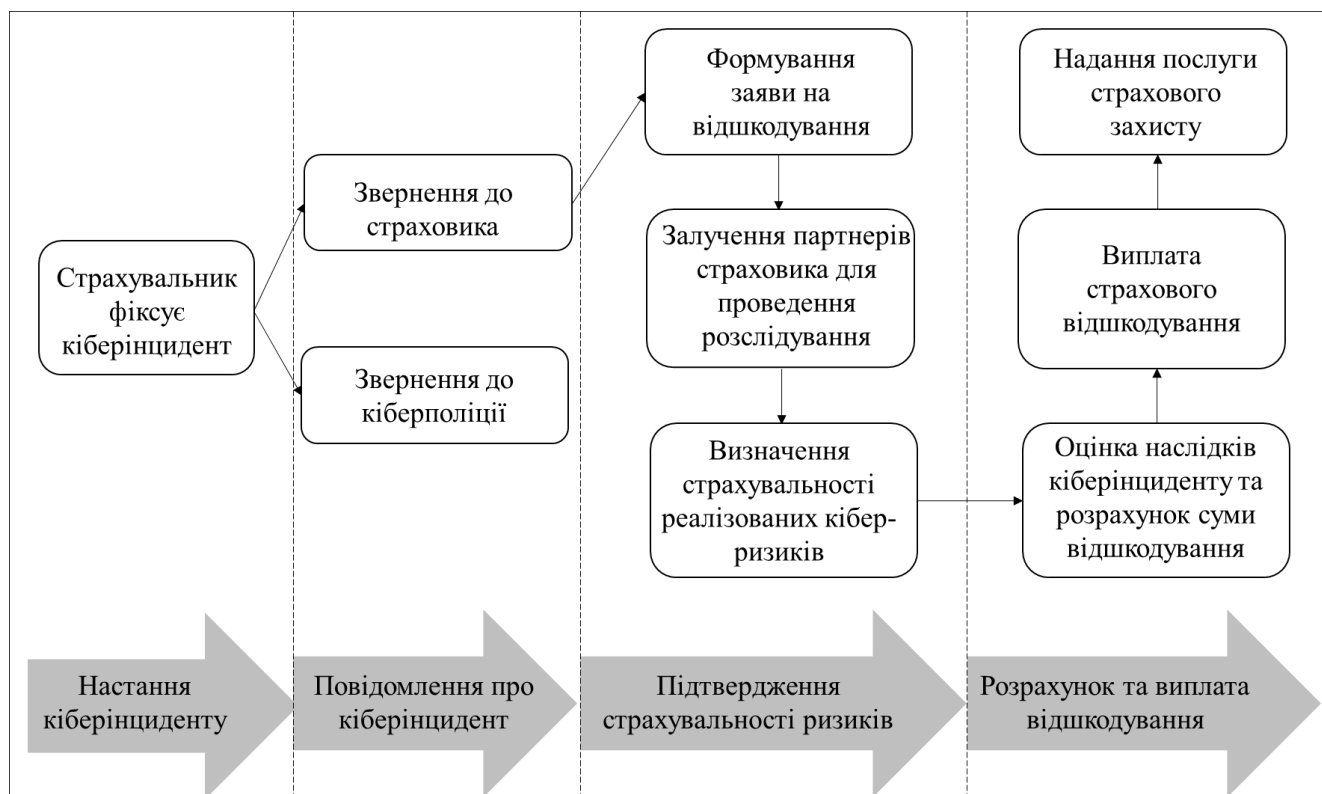 Страхувальник
фіксує
кіберінцидент
Звернення до
страховика
Звернення до
кіберполіції
Формування
заяви на
відшкодування
Залучення партнерів
страховика для
проведення
розслідування
Визначення
страхувальності
реалізованих кібер-
ризиків
Надання послуги
страхового
захисту
Виплата
страхового
відшкодування
Оцінка наслідків
кіберінциденту та
розрахунок суми
відшкодування
Настання
кіберінциденту
Повідомлення про
кіберінцидент
Підтвердження
страхувальності ризиків
Розрахунок та виплата
відшкодування